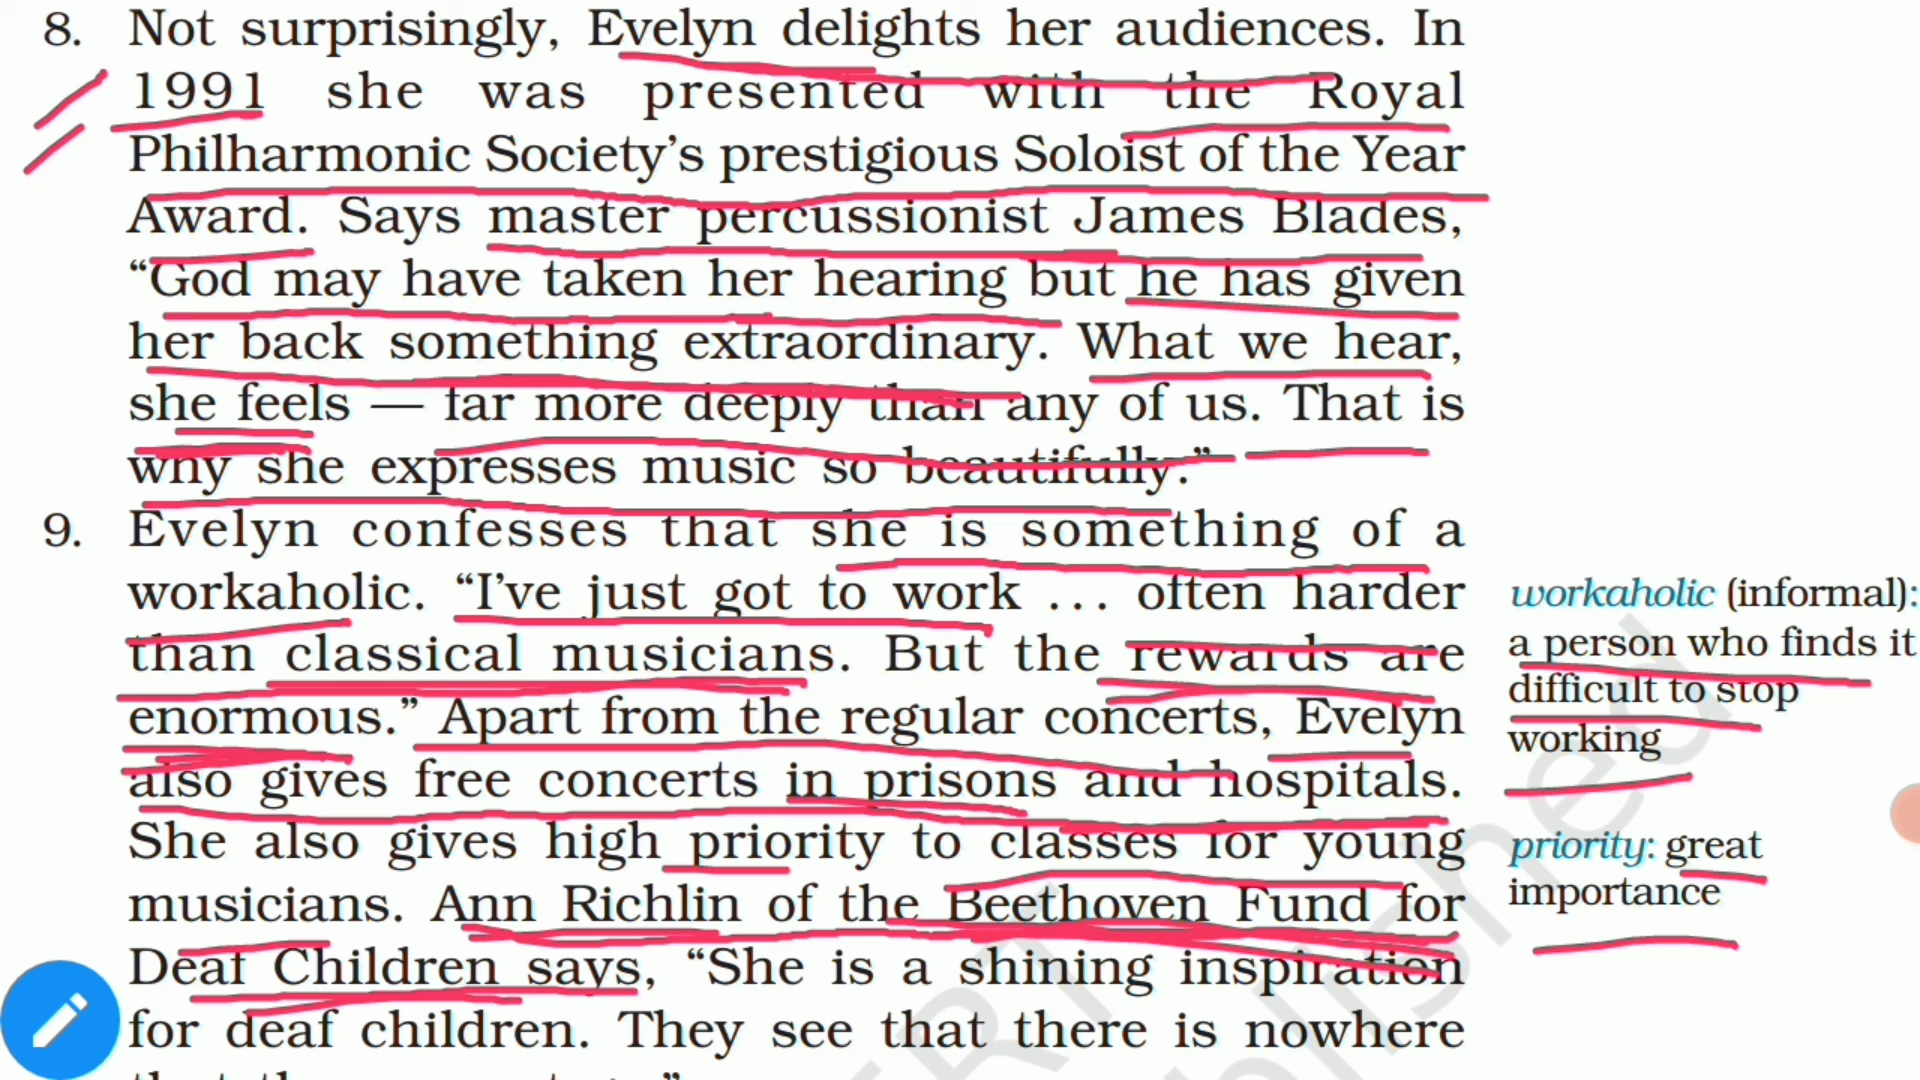 8. Not surprisingly, Evelyn delights her audiences. In
1991 she was presented with the Royal
Philharmonic Society’s prestigious Soloist of the Year
Award. Says master percussionist James Blades,
“God may have taken her hearing but he has given
her back something extraordinary. What we hear,
she feels — far more deeply than any of us. That is
why she expresses music so beautifully.”
9. Evelyn confesses that she is something of a
workaholic. “I’ve just got to work ... often harder
than classical musicians. But the rewards are
enormous.” Apart from the regular concerts, Evelyn
also gives free concerts in prisons and hospitals.
She also gives high priority to classes for young
musicians. Ann Richlin of the Beethoven Fund for
Deaf Children says, “She is a shining inspiration
for deaf children. They see that there is nowhere
workaholic (informal):
a person who finds it
difficult to stop
working
priority: great
importance